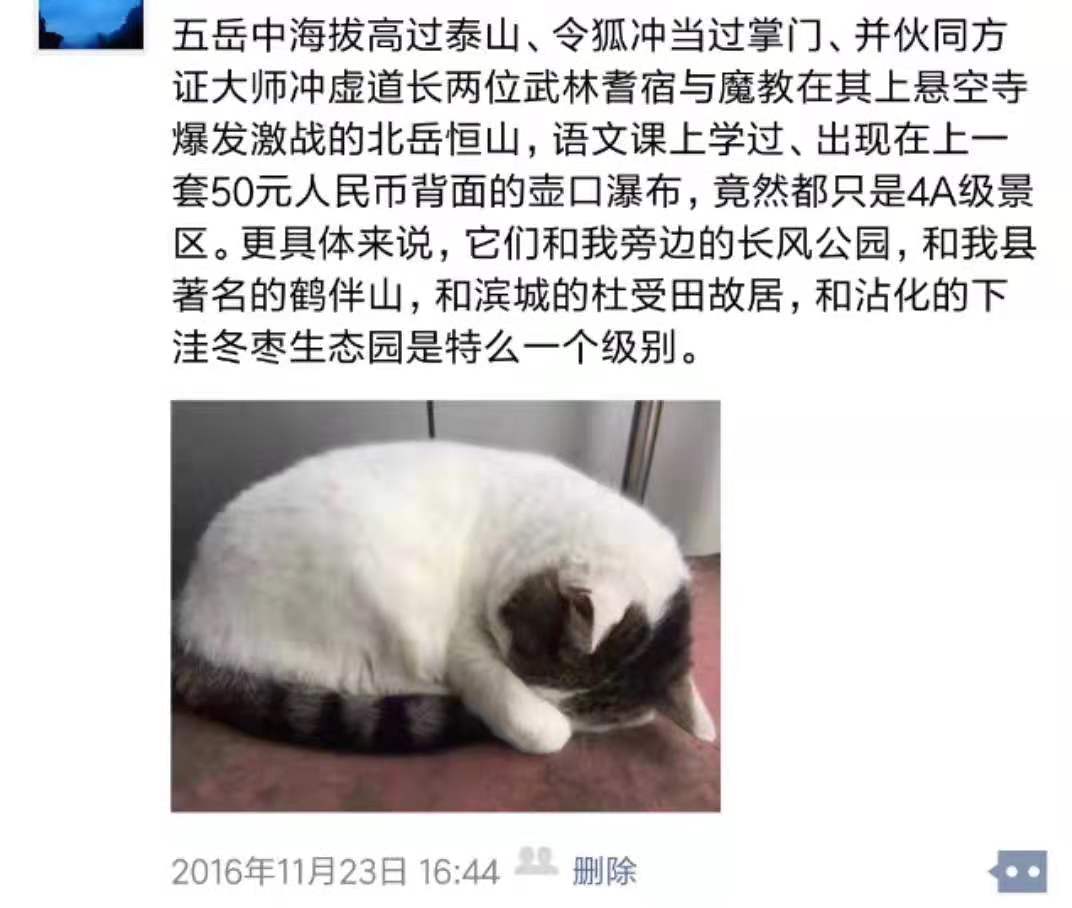 五岳中海拔高过泰山、令狐冲当过掌门、并伙同方
证大师冲虚道长两位武林耆宿与魔教在其上悬空寺
爆发激战的北岳恒山，语文课上学过、出现在上一
套50元人民币背面的壶口瀑布，竟然都只是4A级景
区。更具体来说，它们和我旁边的长风公园，和我县
著名的鹤伴山，和滨城的杜受田故居，和沾化的下
洼冬枣生态园是特么一个级别。
2016年11月23日 16:44 删除